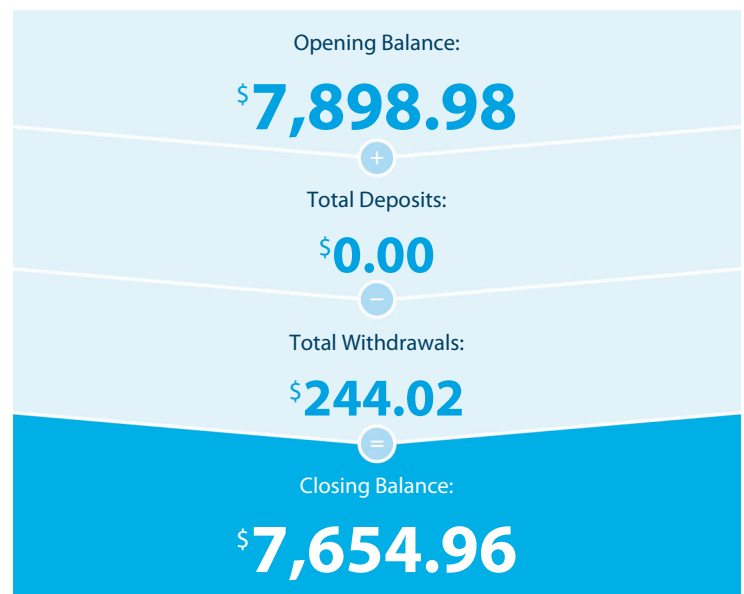 Opening Balance:
$7,898.98
+
Total Deposits:
$0.00
−
Total Withdrawals:
$244.02
=
Closing Balance:
$7,654.96